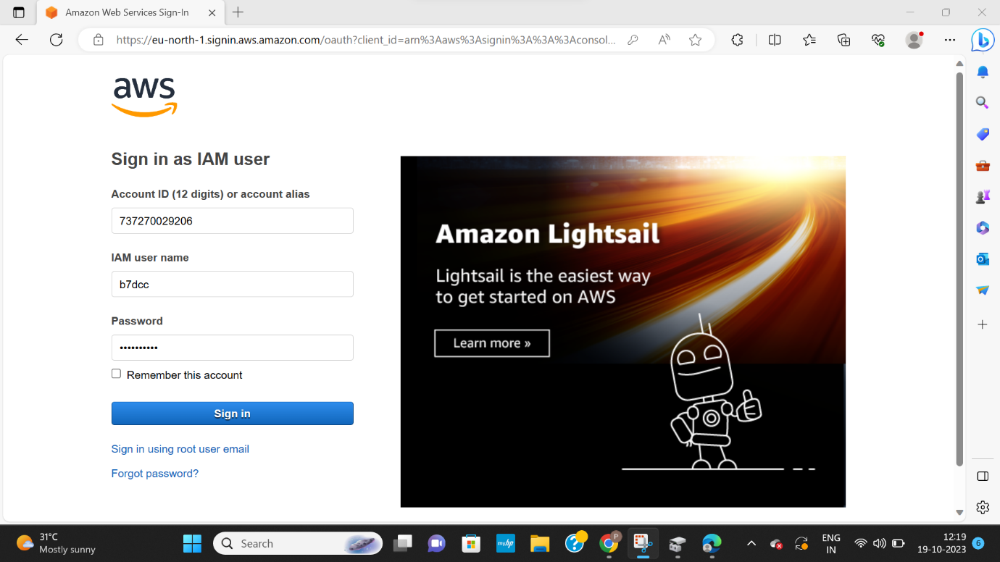 Amazon Web Services Sign-In
https://eu-north-1.signin.aws.amazon.com/oauth?client_id=arn%3Aaws%3Asignin%3A%3A%3Aconsol...
aws
Sign in as IAM user
Account ID (12 digits) or account alias
737270029206
IAM user name
b7dcc
Password
••••••••••
Remember this account
Sign in
Sign in using root user email
Forgot password?
Amazon Lightsail
Lightsail is the easiest way
to get started on AWS
Learn more »
31°C
Mostly sunny
Search
myhp
P
ENG
IN
12:19
19-10-2023
6